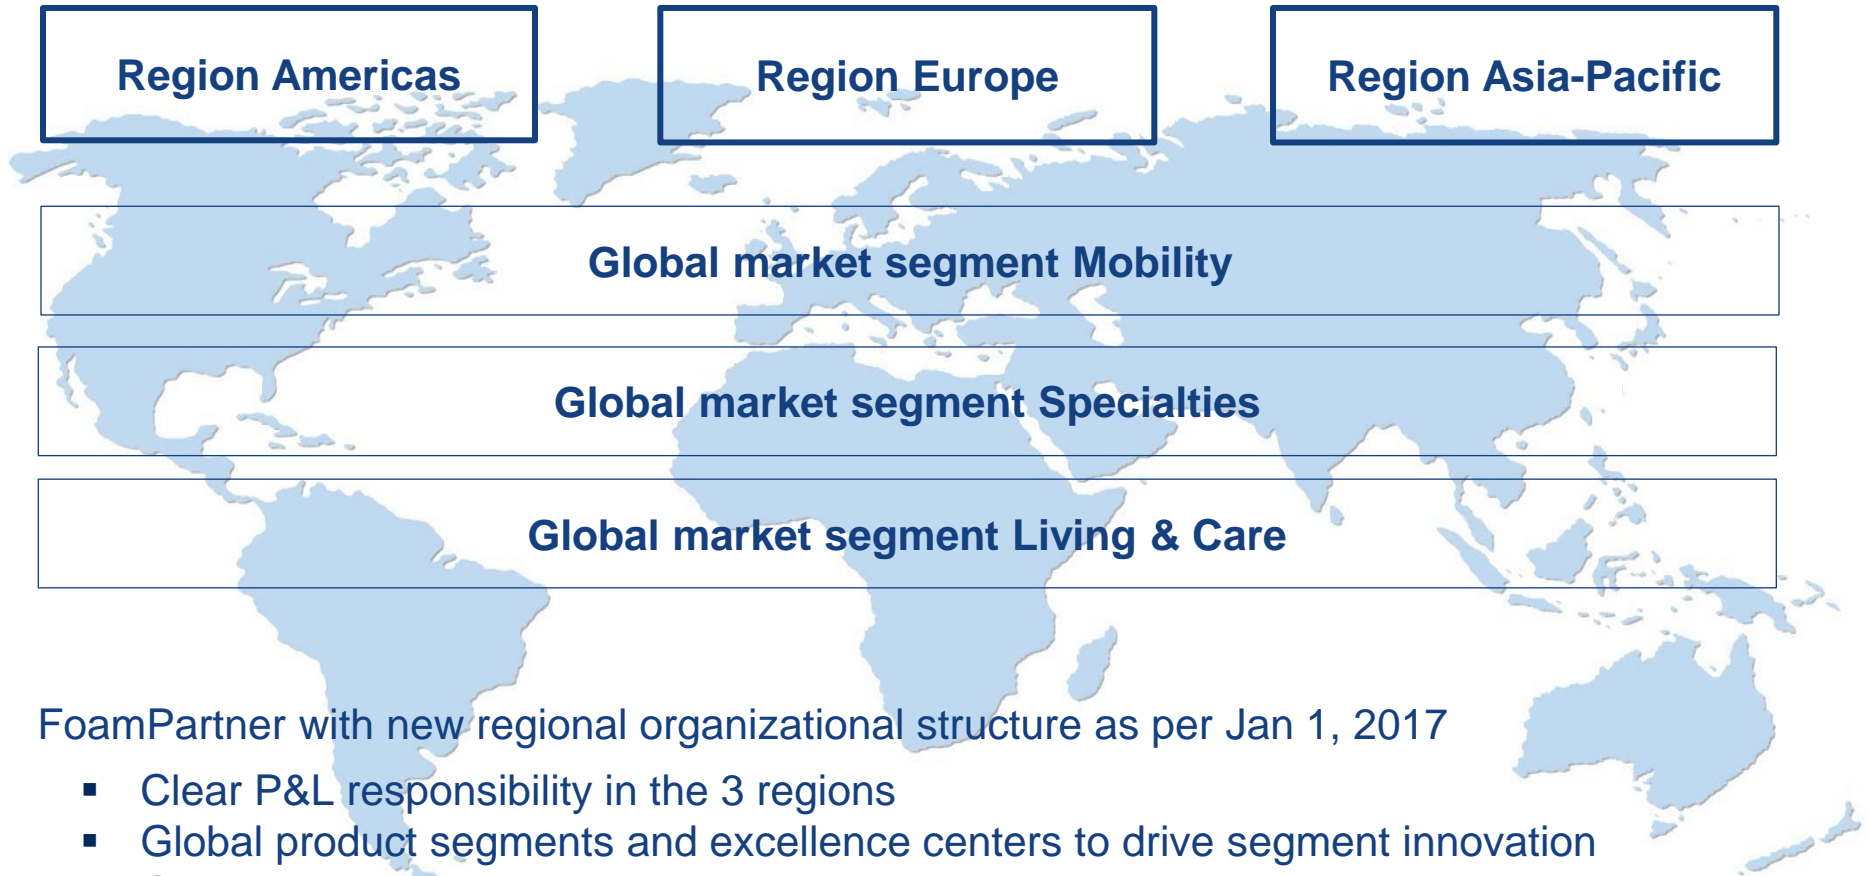 Region Americas
Region Europe
Region Asia-Pacific
Global market segment Mobility
Global market segment Specialties
Global market segment Living & Care
FoamPartner with new regional organizational structure as per Jan 1, 2017
▪ Clear P&L responsibility in the 3 regions
▪ Global product segments and excellence centers to drive segment innovation